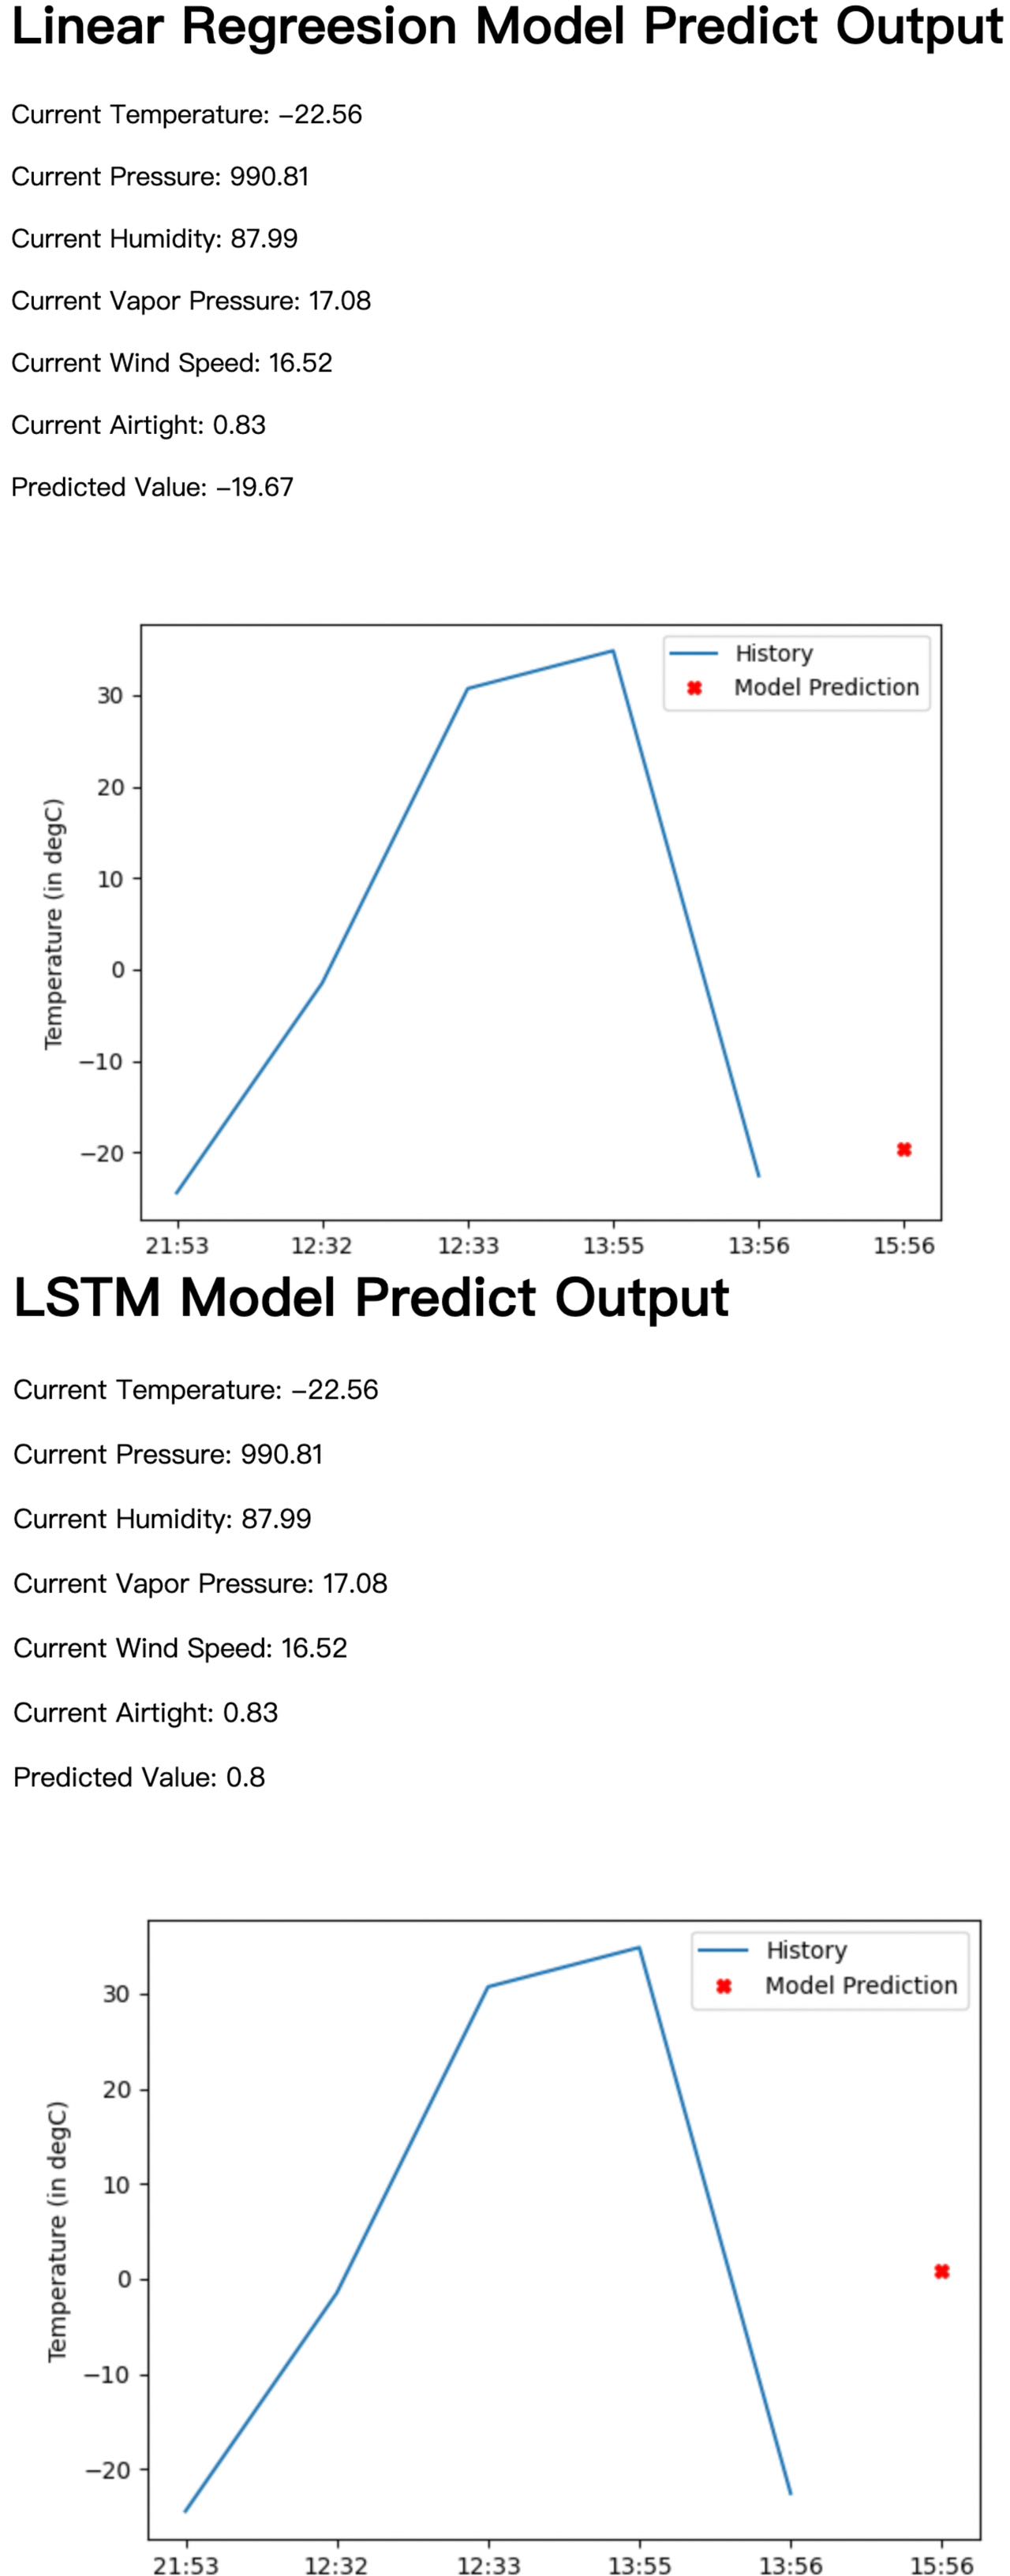 Linear Regreesion Model Predict Output
Current Temperature: −22.56
Current Pressure: 990.81
Current Humidity: 87.99
Current Vapor Pressure: 17.08
Current Wind Speed: 16.52
Current Airtight: 0.83
Predicted Value: −19.67
History
Model Prediction
30
20
10
0
−10
−20
Temperature (in degC)
21:53 12:32 12:33 13:55 13:56 15:56
LSTM Model Predict Output
Current Temperature: −22.56
Current Pressure: 990.81
Current Humidity: 87.99
Current Vapor Pressure: 17.08
Current Wind Speed: 16.52
Current Airtight: 0.83
Predicted Value: 0.8
History
Model Prediction
30
20
10
0
−10
−20
Temperature (in degC)
21:53 12:32 12:33 13:55 13:56 15:56